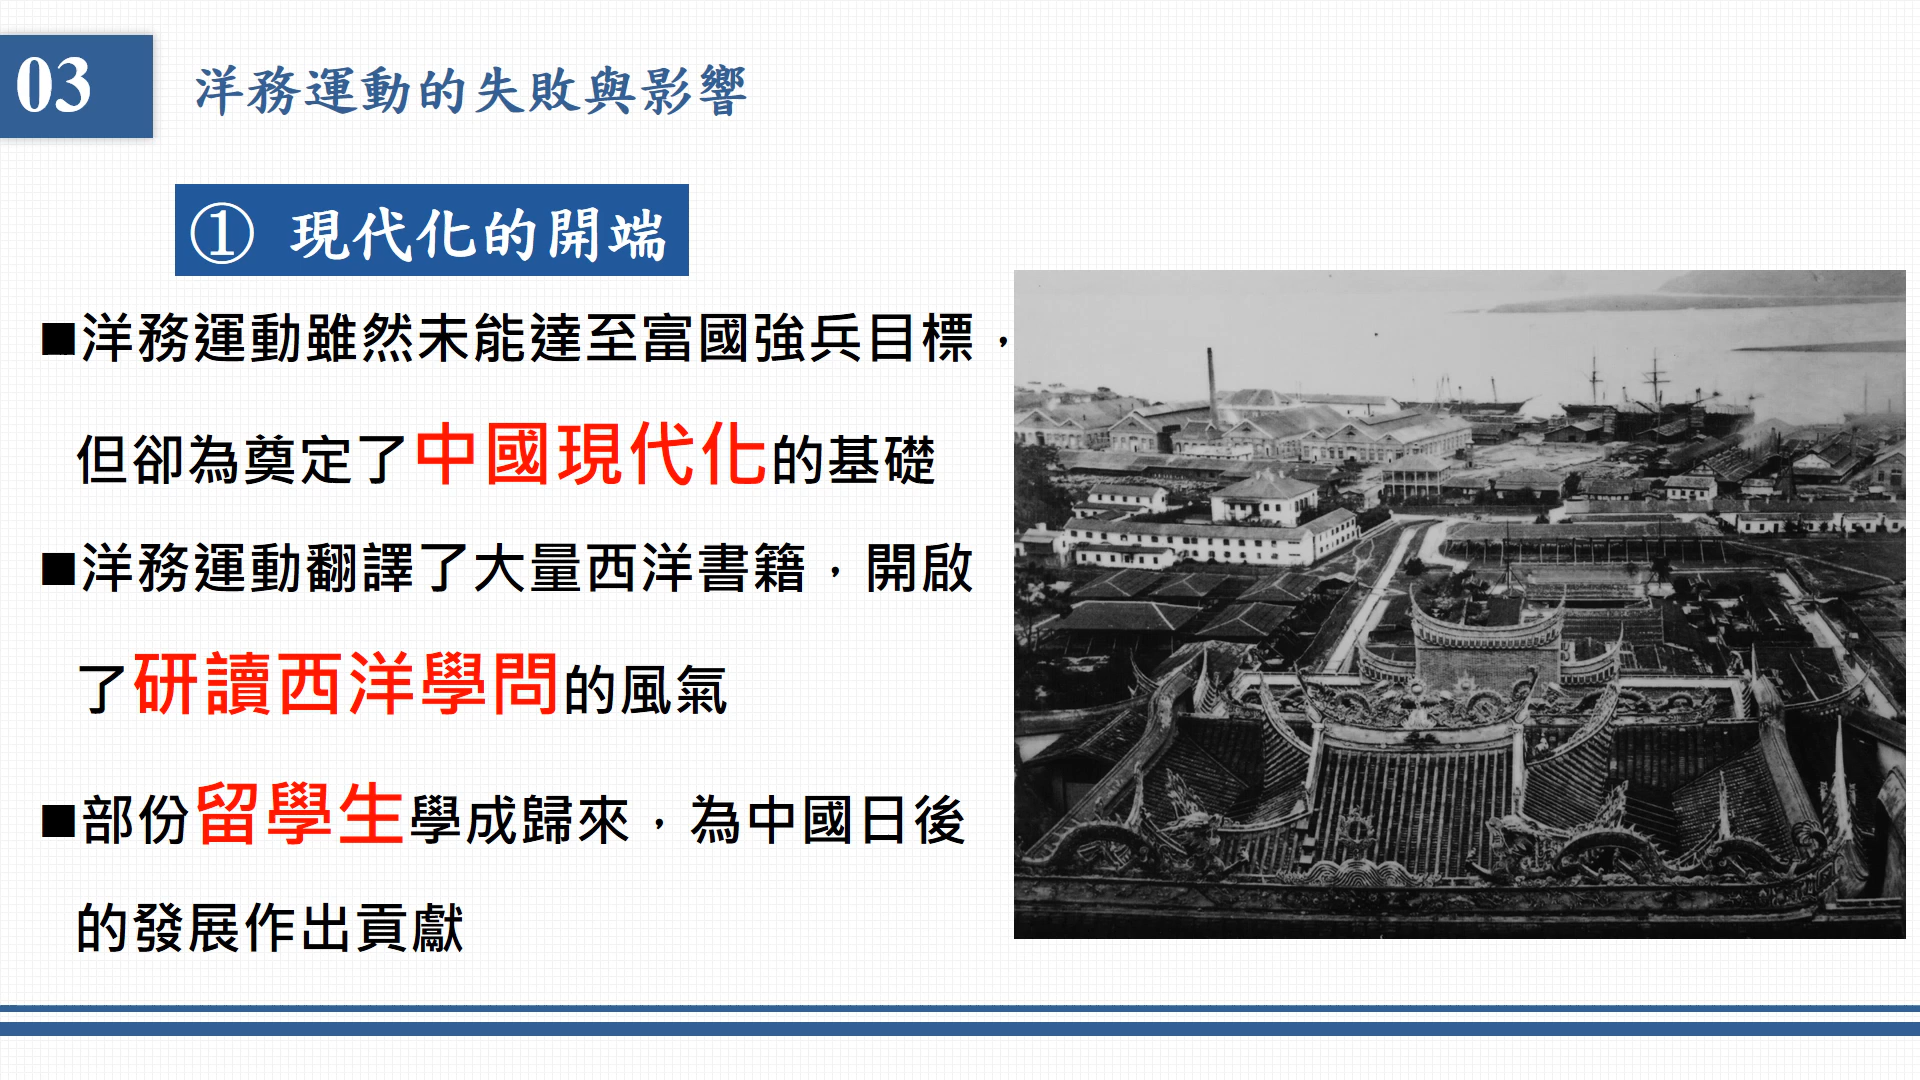 03
洋務運動的失敗與影響
① 現代化的開端
■洋務運動雖然未能達至富國強兵目標，
但卻為奠定了中國現代化的基礎
■洋務運動翻譯了大量西洋書籍，開啟
了研讀西洋學問的風氣
■部份留學生學成歸來，為中國日後
的發展作出貢獻